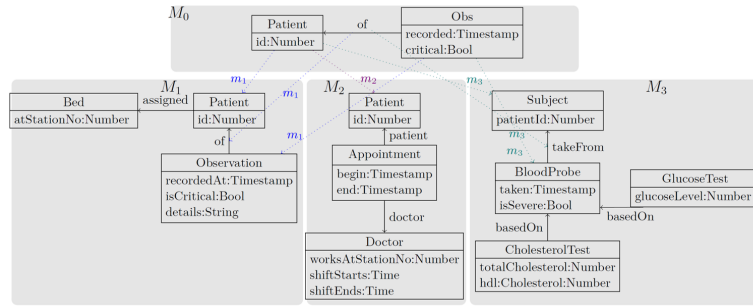 M0
Patient
id:Number
of
Obs
recorded:Timestamp
critical:Bool
m1
m2
m3
M1
Bed
atStationNo:Number
assigned
Patient
id:Number
m1
of
m1
Observation
recordedAt:Timestamp
isCritical:Bool
details:String
M2
Patient
id:Number
patient
Appointment
begin:Timestamp
end:Timestamp
doctor
Doctor
worksAtStationNo:Number
shiftStarts:Time
shiftEnds:Time
M3
Subject
patientId:Number
m3
takeFrom
m3
BloodProbe
taken:Timestamp
isSevere:Bool
GlucoseTest
glucoseLevel:Number
basedOn
basedOn
CholesterolTest
totalCholesterol:Number
hdl:Cholesterol:Number